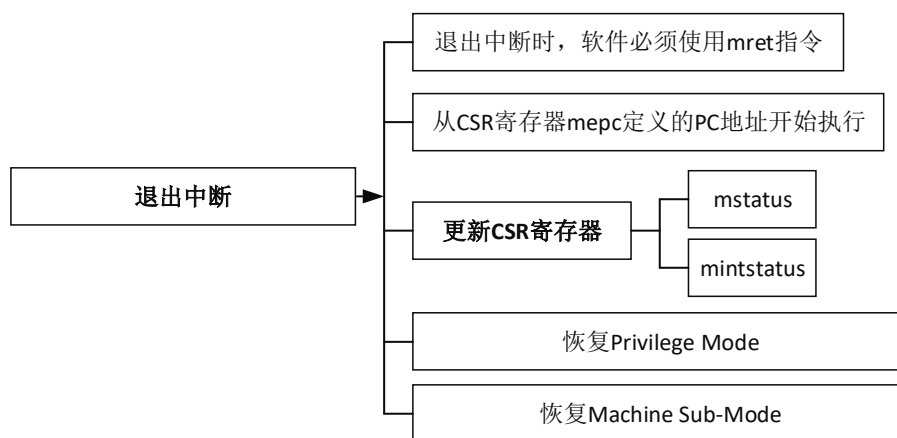 退出中断时，软件必须使用mret指令
从CSR寄存器mepc定义的PC地址开始执行
退出中断
更新CSR寄存器
mstatus
mintstatus
恢复Privilege Mode
恢复Machine Sub-Mode